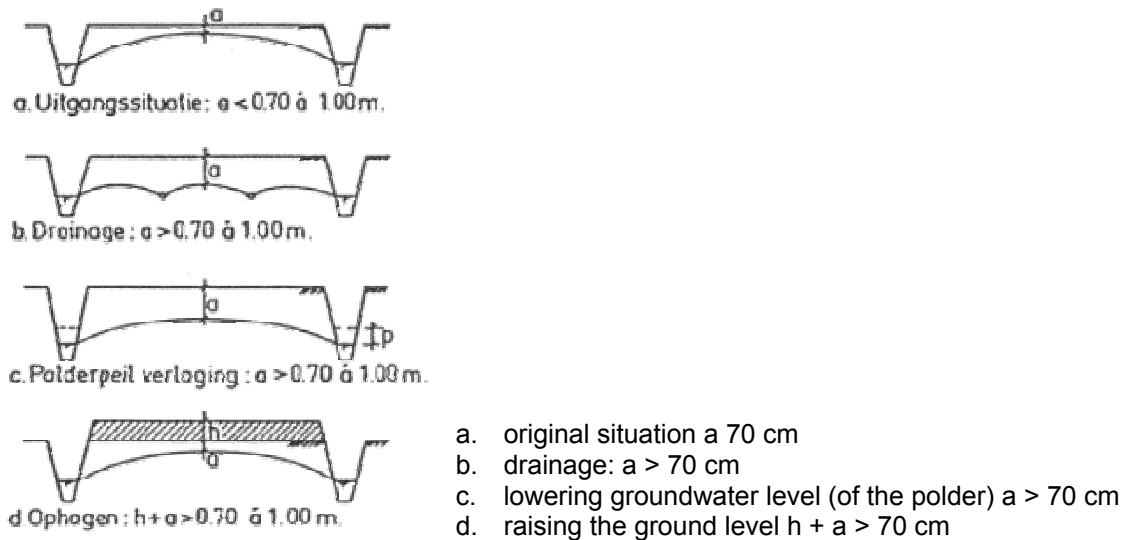 a
a. Uitgangssituatie: a < 0.70 à 1.00 m.
a
b. Drainage: a > 0.70 à 1.00 m.
a
p
c. Polderpeil verlaging: a > 0.70 à 1.00 m.
h
a
d Ophogen: h+a > 0.70 à 1.00 m.
a. original situation a 70 cm
b. drainage: a > 70 cm
c. lowering groundwater level (of the polder) a > 70 cm
d. raising the ground level h + a > 70 cm